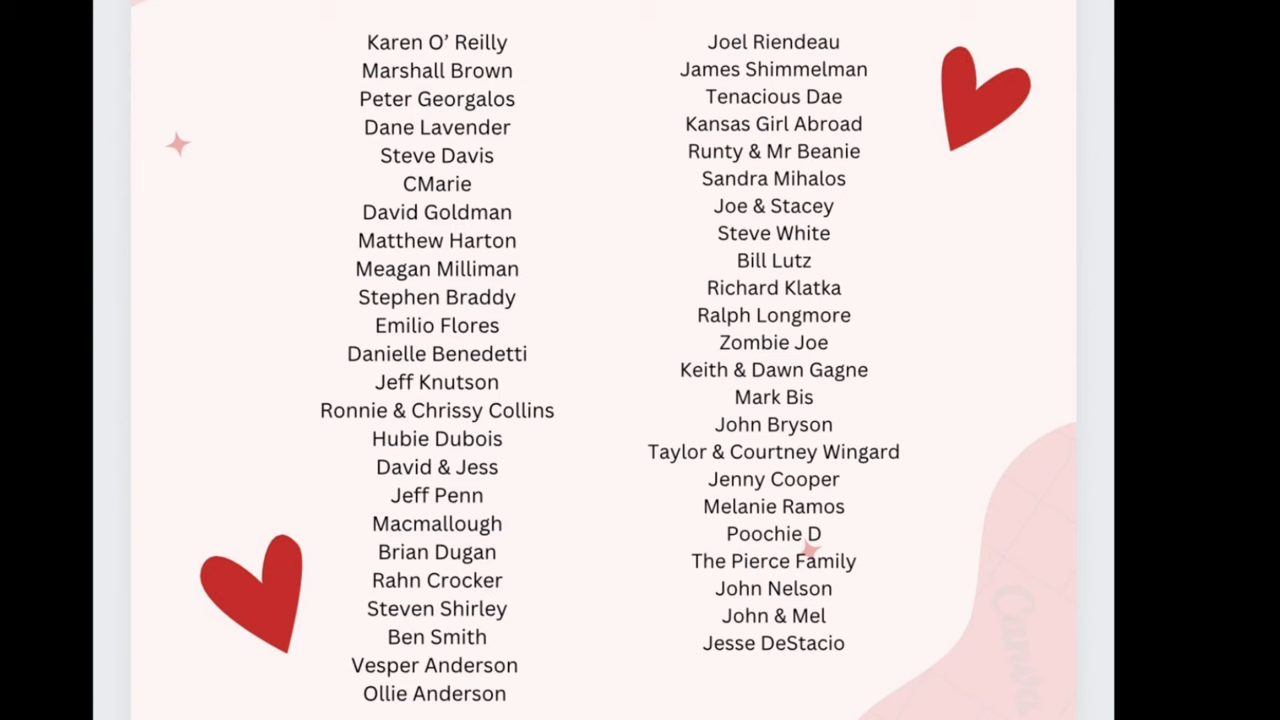 Karen O’ Reilly
Marshall Brown
Peter Georgalos
Dane Lavender
Steve Davis
CMarie
David Goldman
Matthew Harton
Meagan Milliman
Stephen Braddy
Emilio Flores
Danielle Benedetti
Jeff Knutson
Ronnie & Chrissy Collins
Hubie Dubois
David & Jess
Jeff Penn
Macmallough
Brian Dugan
Rahn Crocker
Steven Shirley
Ben Smith
Vesper Anderson
Ollie Anderson
Joel Riendeau
James Shimmelman
Tenacious Dae
Kansas Girl Abroad
Runty & Mr Beanie
Sandra Mihalos
Joe & Stacey
Steve White
Bill Lutz
Richard Klatka
Ralph Longmore
Zombie Joe
Keith & Dawn Gagne
Mark Bis
John Bryson
Taylor & Courtney Wingard
Jenny Cooper
Melanie Ramos
Poochie D
The Pierce Family
John Nelson
John & Mel
Jesse DeStacio
Canva